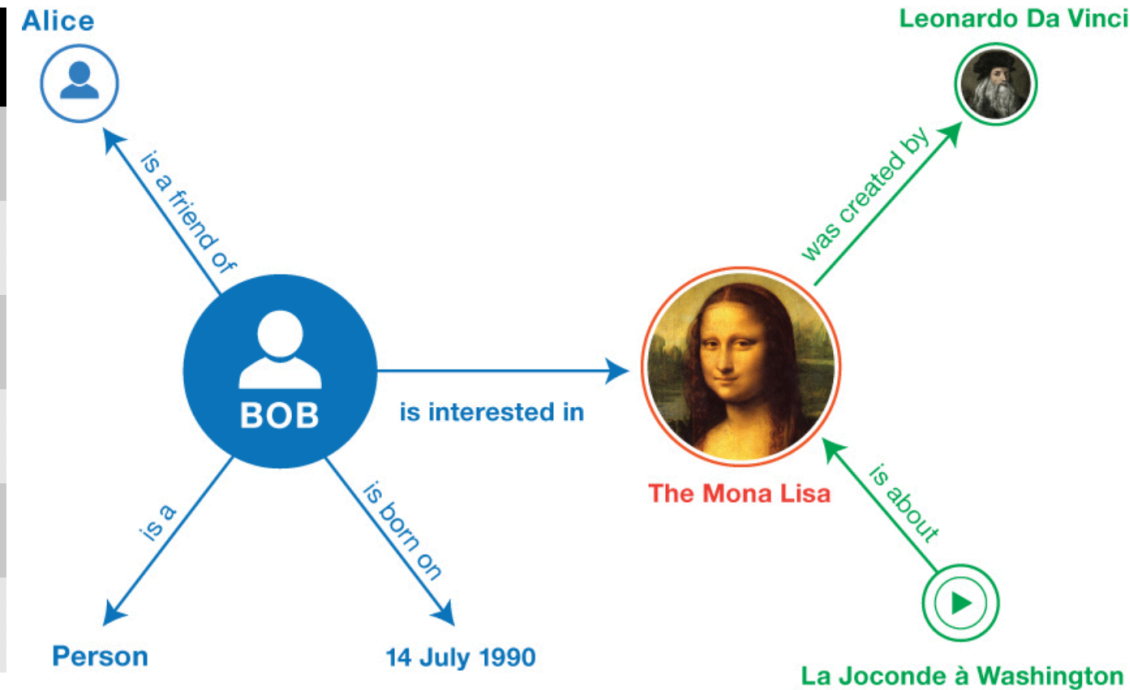 Alice
Leonardo Da Vinci
is a friend of
was created by
BOB
is interested in
The Mona Lisa
is a
is born on
is about
Person
14 July 1990
La Joconde à Washington